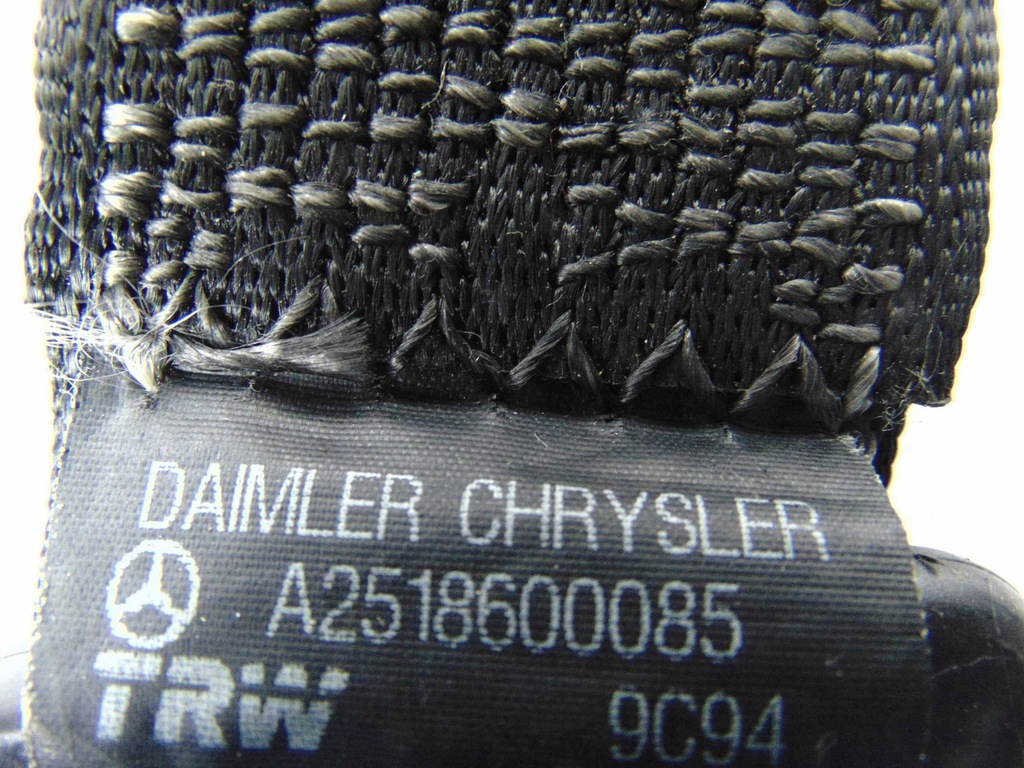 DAIMLER CHRYSLER
A2518600085
TRW 9C94